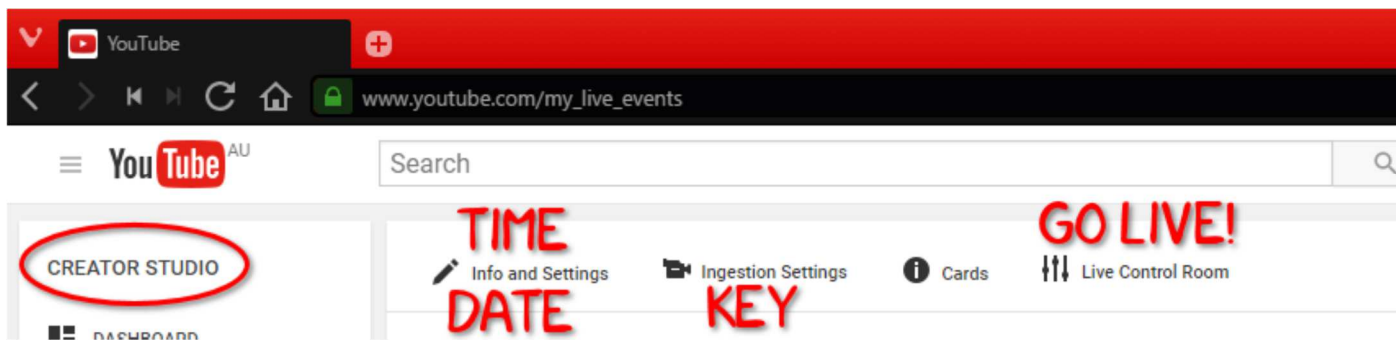 YouTube
www.youtube.com/my_live_events
YouTube AU
Search
CREATOR STUDIO
TIME
GO LIVE!
Info and Settings
Ingestion Settings
Cards
Live Control Room
DATE
KEY
DASHBOARD